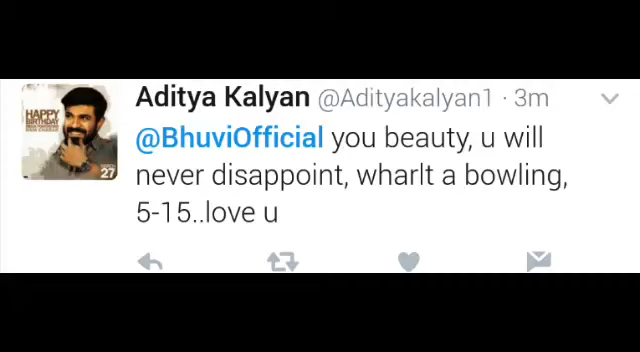 HAPPY
BIRTHDAY
27
Aditya Kalyan @Adityakalyan1 · 3m
@BhuviOfficial you beauty, u will
never disappoint, wharlt a bowling,
5-15..love u